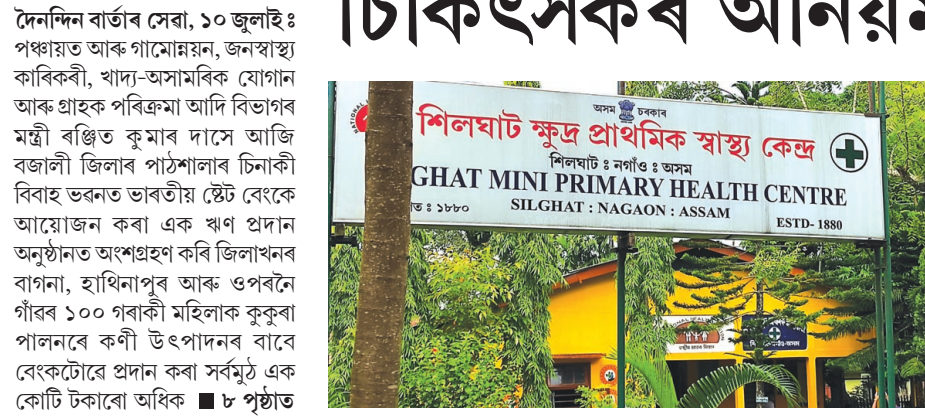 দৈনন্দিন বাৰ্তাৰ সেৱা, ১০ জুলাই ঃ
পঞ্চায়ত আৰু গামোন্নয়ন, জনস্বাস্থ্য
কাৰিকৰী, খাদ্য-অসামৰিক যোগান
আৰু গ্ৰাহক পৰিক্ৰমা আদি বিভাগৰ
মন্ত্ৰী ৰঞ্জিত কুমাৰ দাসে আজি
বজালী জিলাৰ পাঠশালাৰ চিনাকী
বিবাহ ভৱনত ভাৰতীয় ষ্টেট বেংকে
আয়োজন কৰা এক ঋণ প্ৰদান
অনুষ্ঠানত অংশগ্ৰহণ কৰি জিলাখনৰ
বাগনা, হাথিনাপুৰ আৰু ওপৰনৈ
গাঁৱৰ ১০০ গৰাকী মহিলাক কুকুৰা
পালনৰে কণী উৎপাদনৰ বাবে
বেংকটোৱে প্ৰদান কৰা সৰ্বমুঠ এক
কোটি টকাৰো অধিক ■ ৮ পৃষ্ঠাত
চিকিৎসকৰ অনিয়ম
অসম চৰকাৰ
শিলঘাট ক্ষুদ্ৰ প্ৰাথমিক স্বাস্থ্য কেন্দ্ৰ
শিলঘাট ঃ নগাঁও ঃ অসম
GHAT MINI PRIMARY HEALTH CENTRE
ত ঃ ১৮৮০ SILGHAT : NAGAON : ASSAM
ESTD- 1880